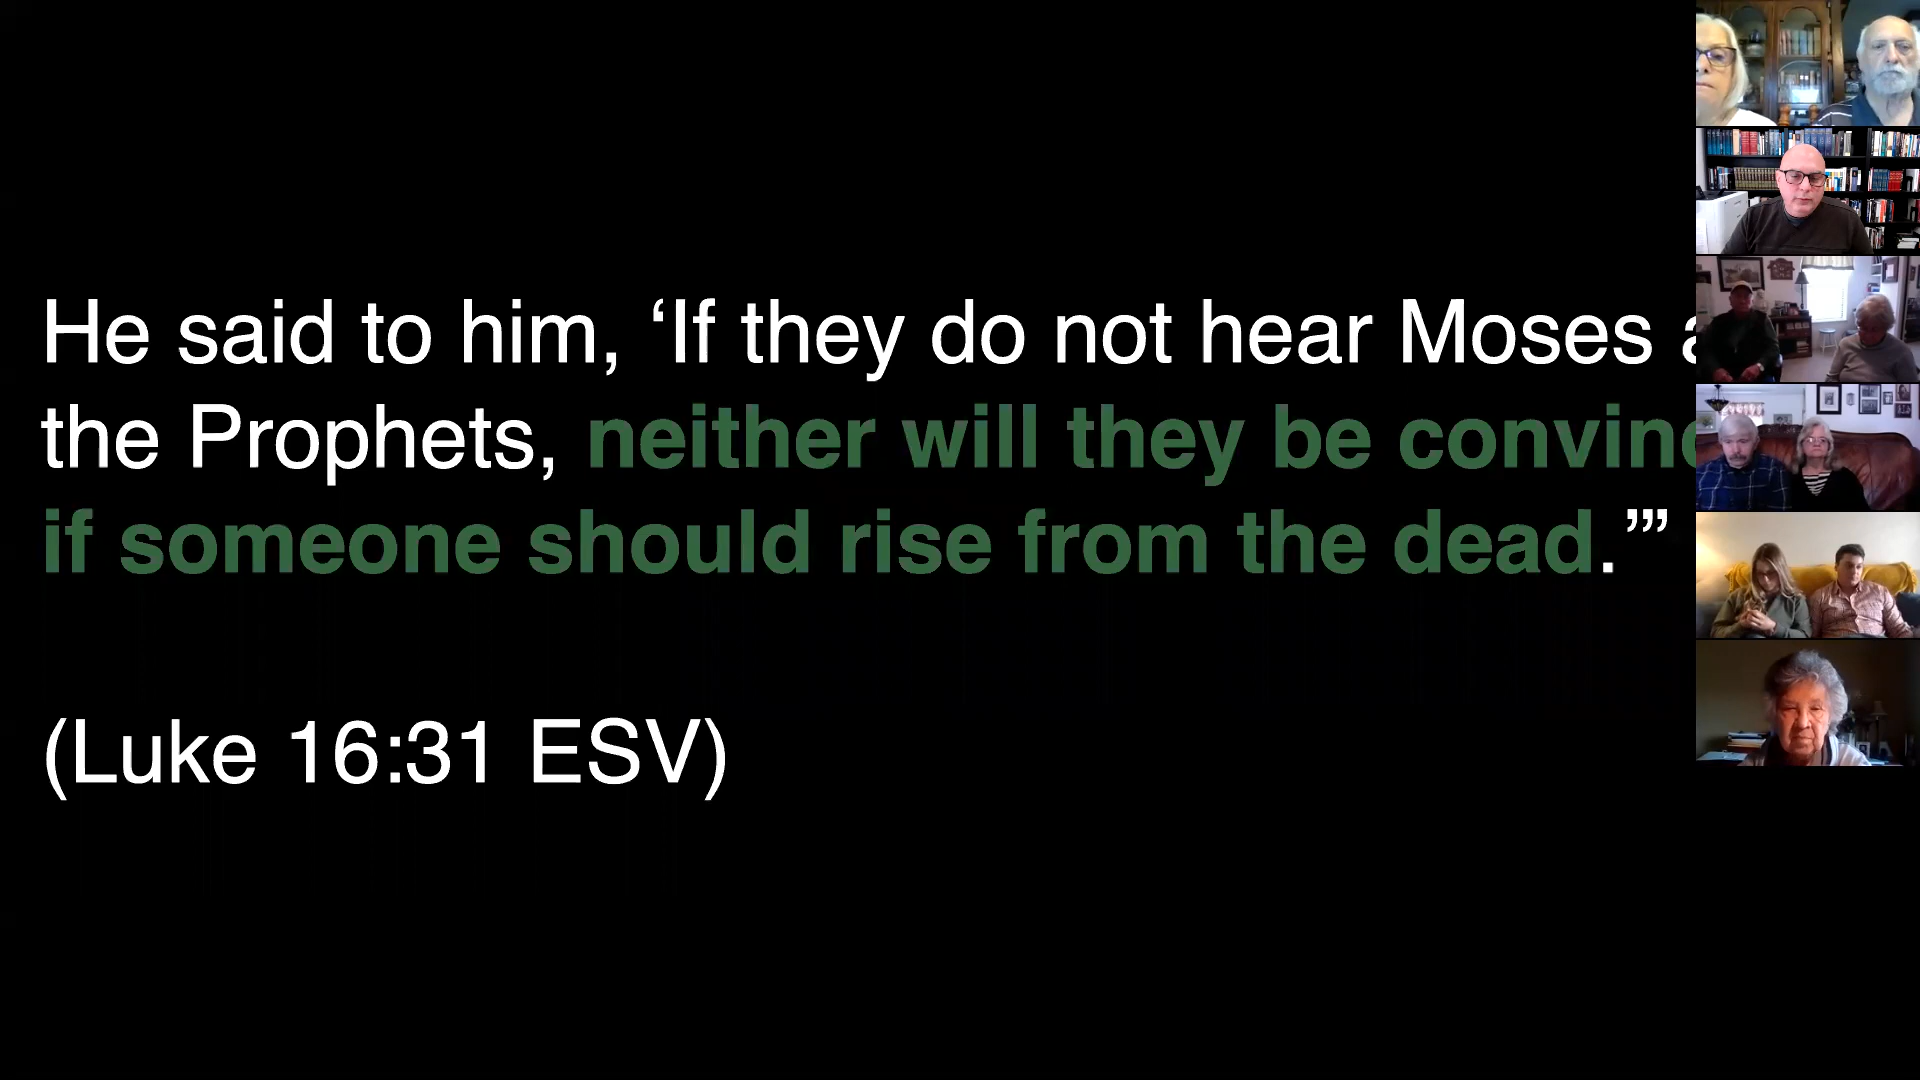 He said to him, ‘If they do not hear Moses
the Prophets, neither will they be
if someone should rise from the dead.’”
(Luke 16:31 ESV)